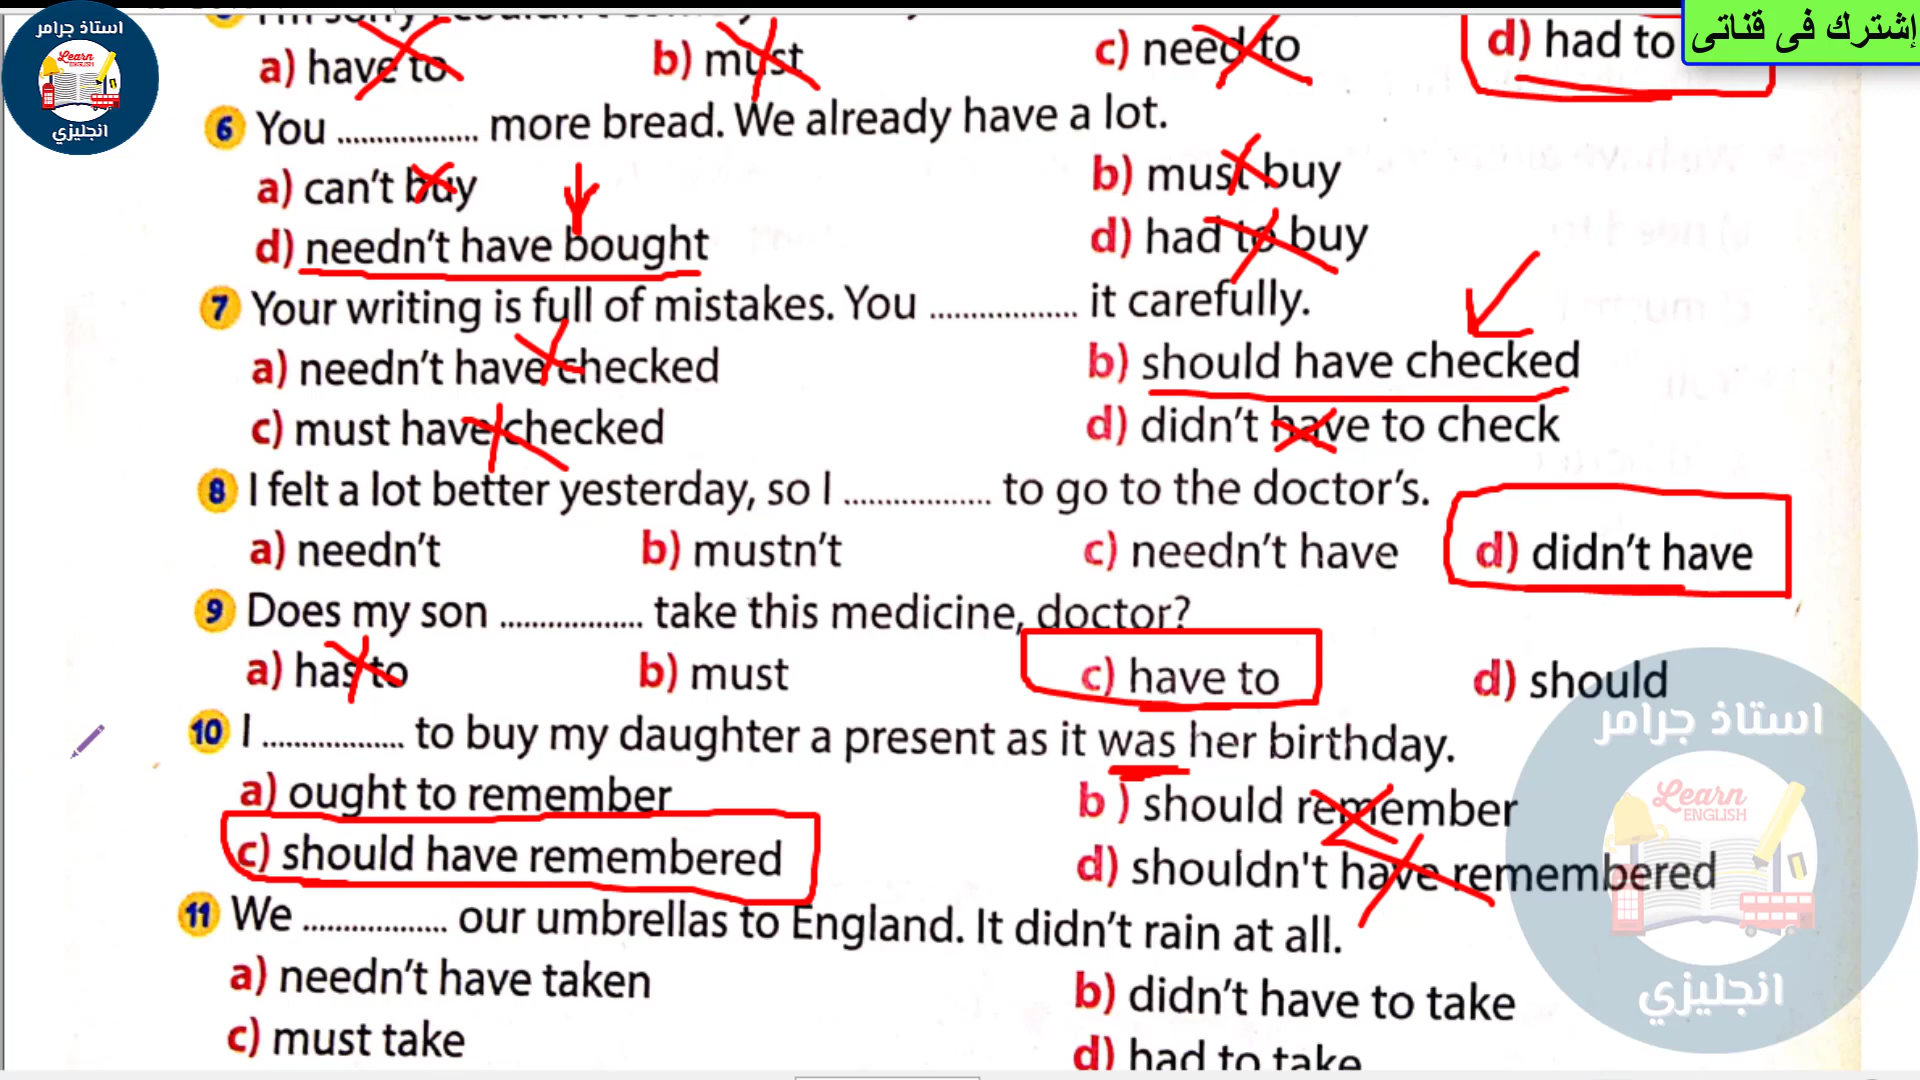 استاذ جرامر
Learn
ENGLISH
انجليزي
إشترك فى قناتى
a) have to b) must c) need to d) had to
6 You ................ more bread. We already have a lot.
a) can't buy b) must buy
d) needn't have bought d) had to buy
7 Your writing is full of mistakes. You ................ it carefully.
a) needn't have checked b) should have checked
c) must have checked d) didn't have to check
8 I felt a lot better yesterday, so I ................ to go to the doctor's.
a) needn't b) mustn't c) needn't have d) didn't have
9 Does my son ................ take this medicine, doctor?
a) has to b) must c) have to d) should
10 I ................ to buy my daughter a present as it was her birthday.
a) ought to remember b ) should remember
c) should have remembered d) shouldn't have remembered
11 We ................ our umbrellas to England. It didn't rain at all.
a) needn't have taken b) didn't have to take
c) must take d) had to take
استاذ جرامر
Learn
ENGLISH
انجليزي